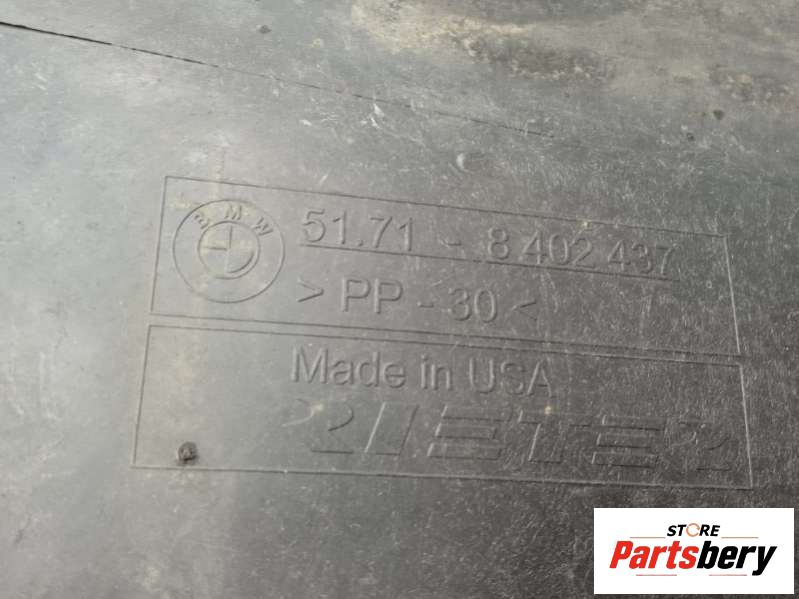 BMW
51.71 - 8 402 437
> PP - 30 <
Made in USA
STORE
Partsbery